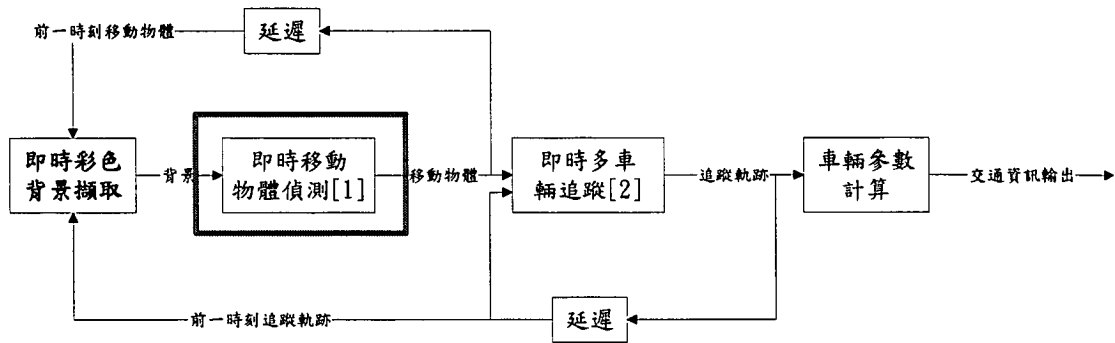 前一時刻移動物體
延遲
即時彩色
背景擷取
背景
即時移動
物體偵測[1]
移動物體
即時多車
輛追蹤[2]
追蹤軌跡
車輛參數
計算
交通資訊輸出
前一時刻追蹤軌跡
延遲